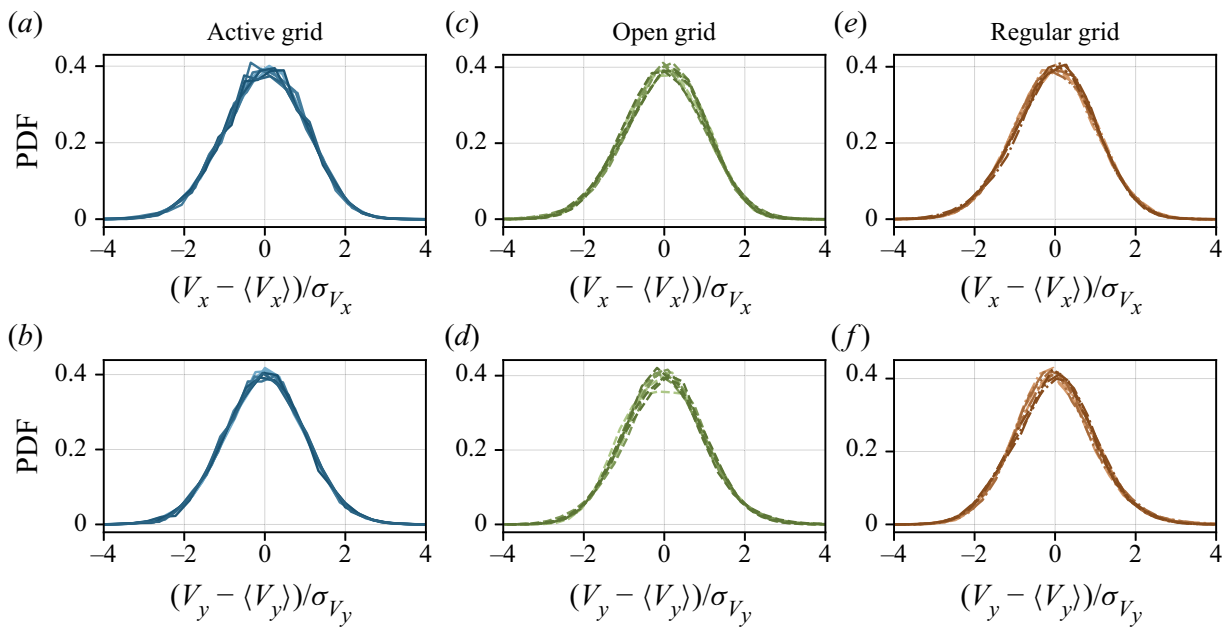 (a) Active grid (c) Open grid (e) Regular grid
0.4 0.4 0.4
PDF 0.2 0.2 0.2
0 0 0
−4 −2 0 2 4 −4 −2 0 2 4 −4 −2 0 2 4
(V_x − ⟨V_x⟩)/σ_{V_x} (V_x − ⟨V_x⟩)/σ_{V_x} (V_x − ⟨V_x⟩)/σ_{V_x}
(b) (d) (f)
0.4 0.4 0.4
PDF 0.2 0.2 0.2
0 0 0
−4 −2 0 2 4 −4 −2 0 2 4 −4 −2 0 2 4
(V_y − ⟨V_y⟩)/σ_{V_y} (V_y − ⟨V_y⟩)/σ_{V_y} (V_y − ⟨V_y⟩)/σ_{V_y}